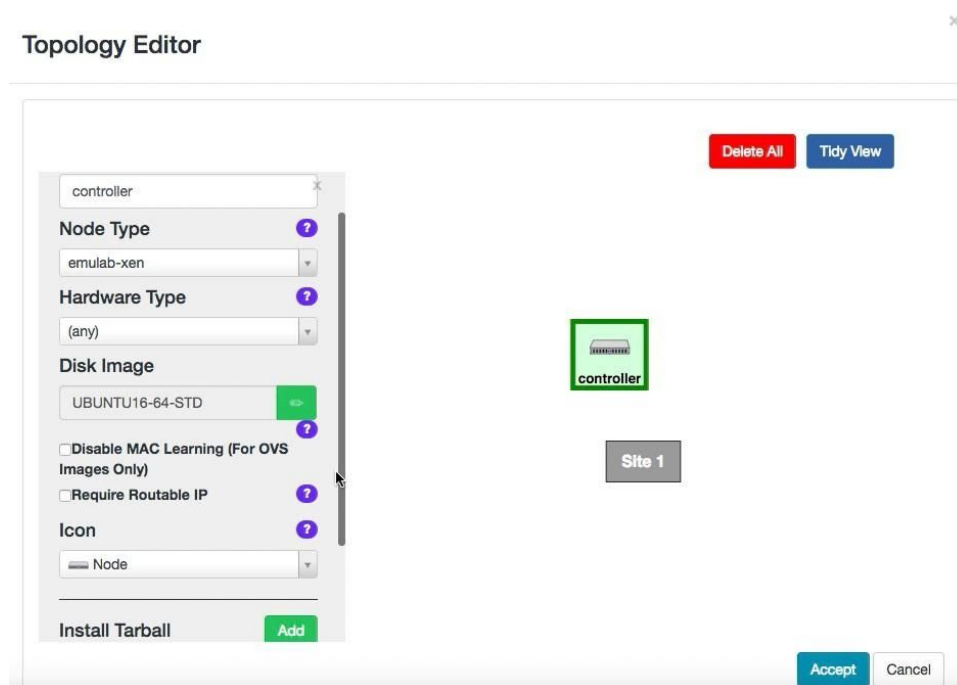 Topology Editor
Delete All
Tidy View
controller
Node Type
?
emulab-xen
Hardware Type
?
(any)
Disk Image
UBUNTU16-64-STD
?
Disable MAC Learning (For OVS
Images Only)
Require Routable IP
?
Icon
?
Node
Install Tarball
Add
controller
Site 1
Accept
Cancel